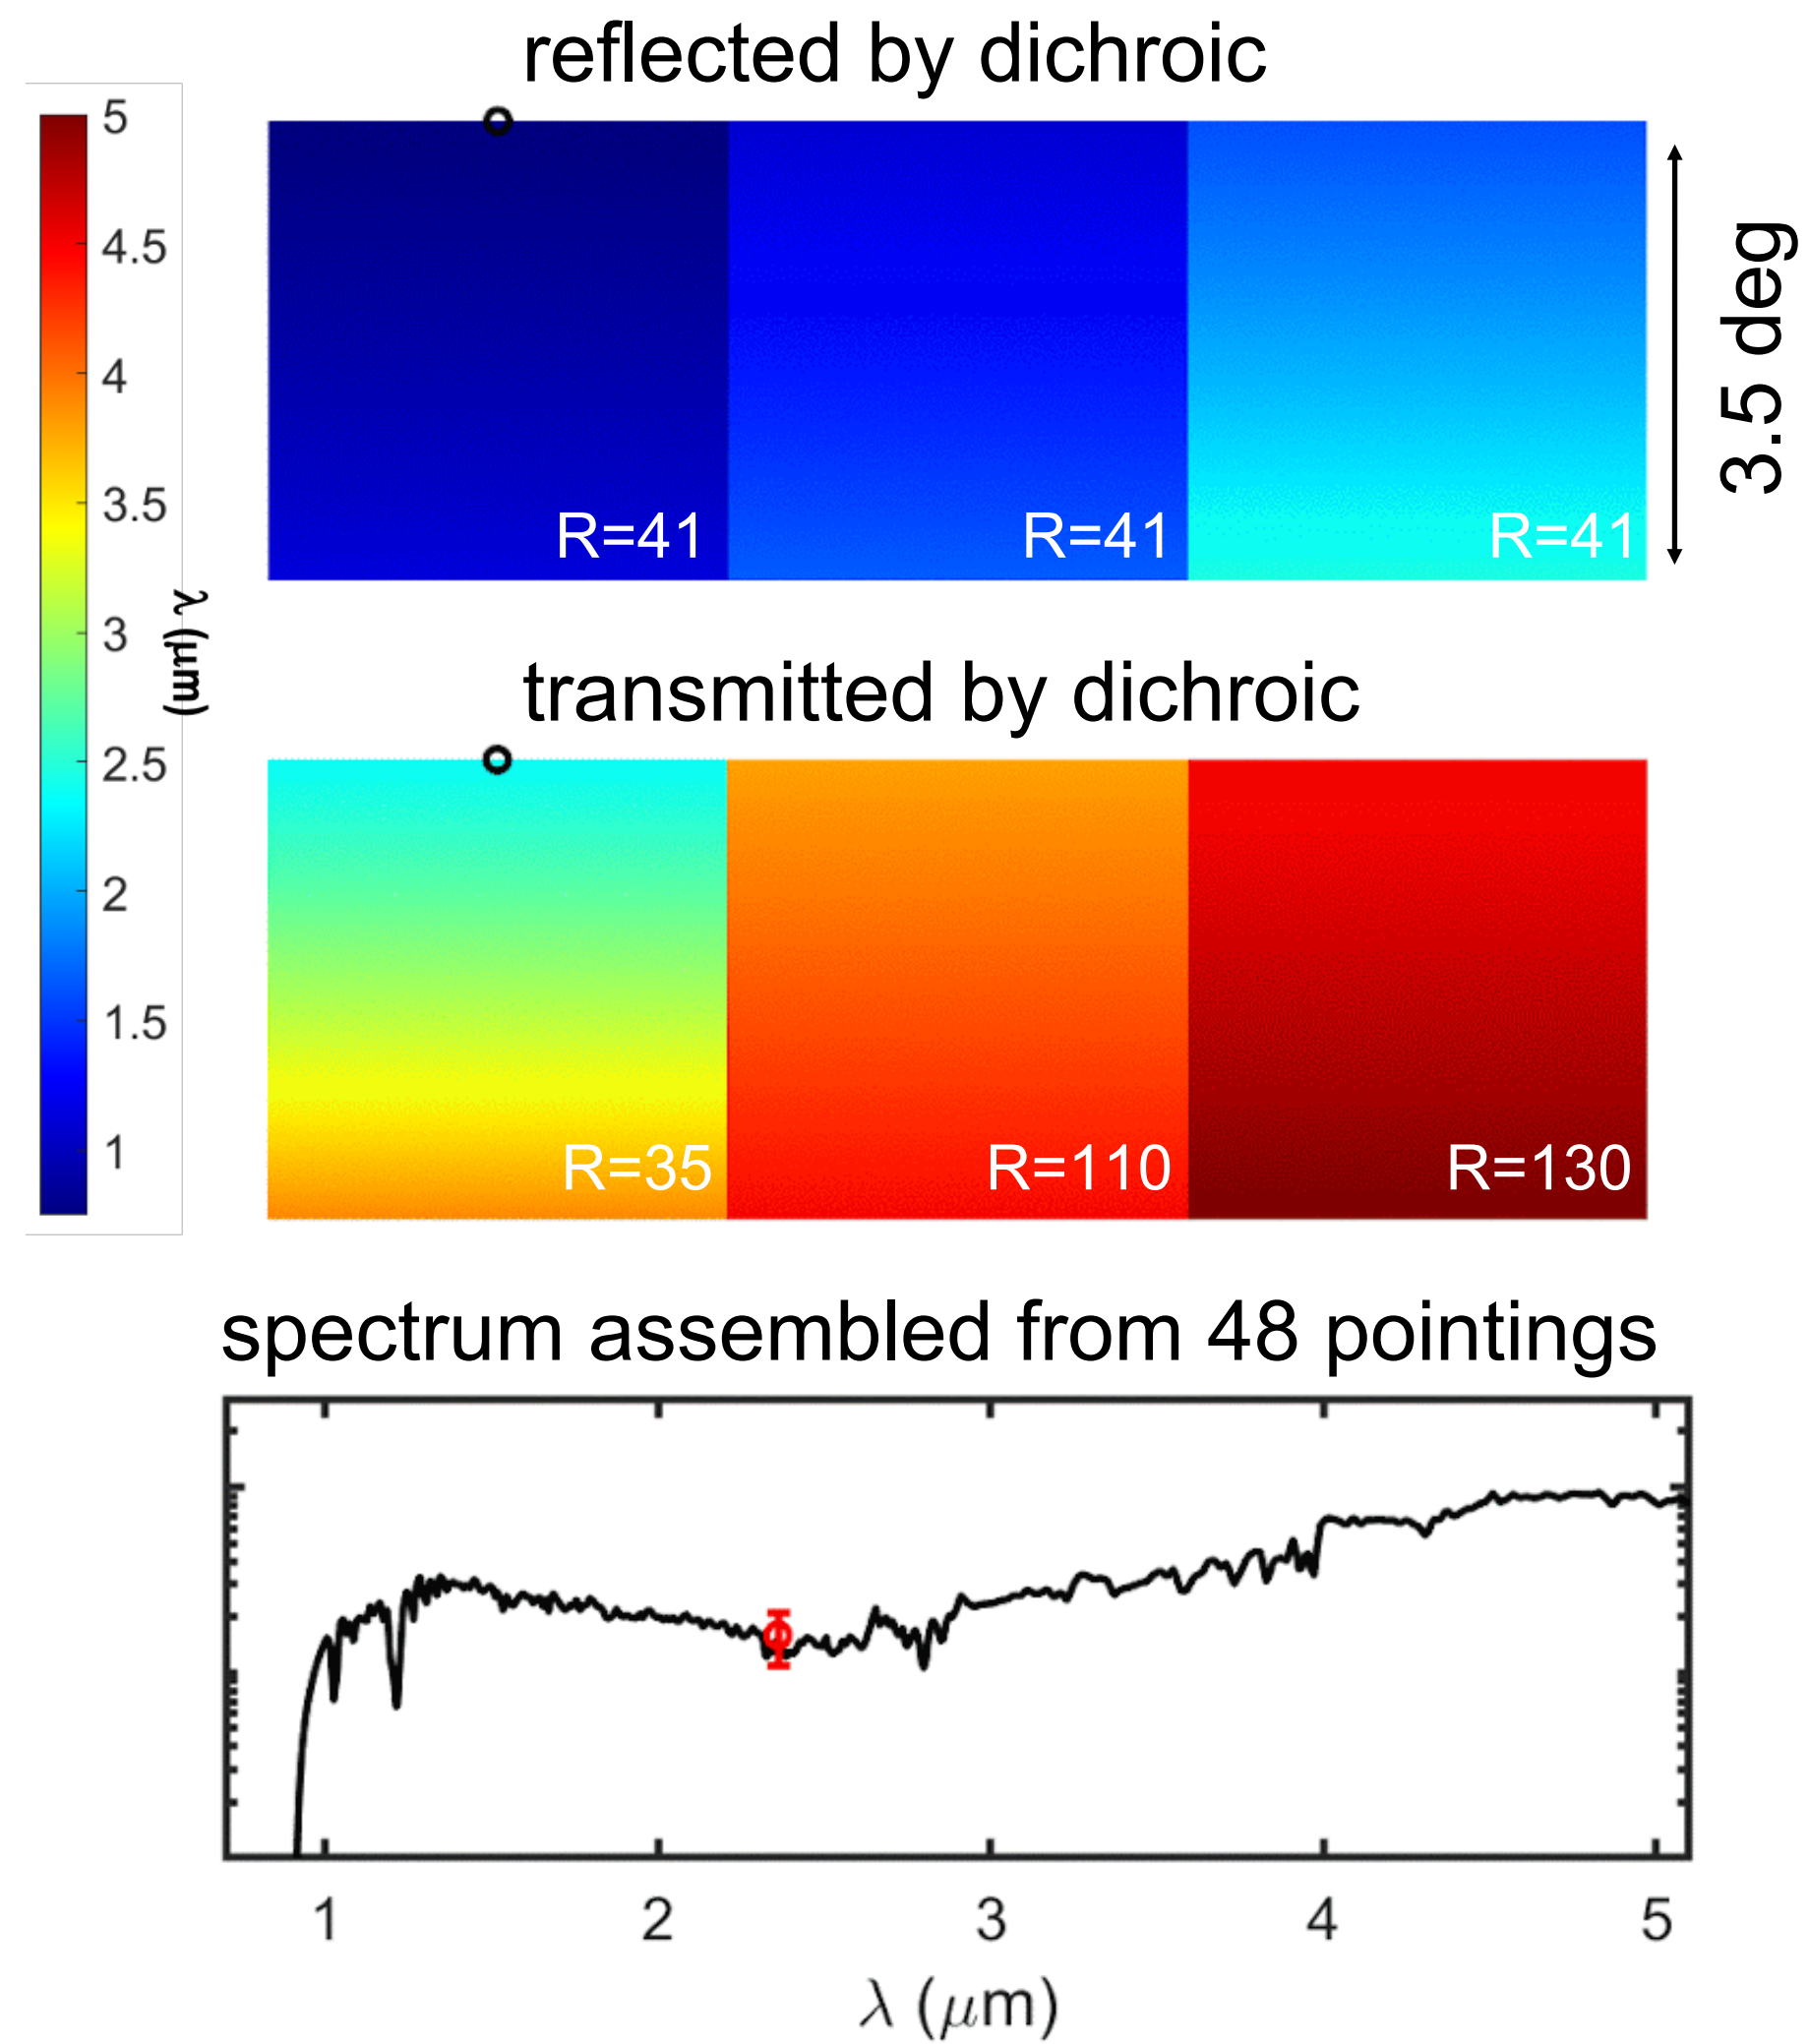 reflected by dichroic
5
4.5
4
3.5
3
2.5
2
1.5
1
λ (μm)
R=41
R=41
R=41
3.5 deg
transmitted by dichroic
R=35
R=110
R=130
spectrum assembled from 48 pointings
1
2
3
4
5
λ (μm)